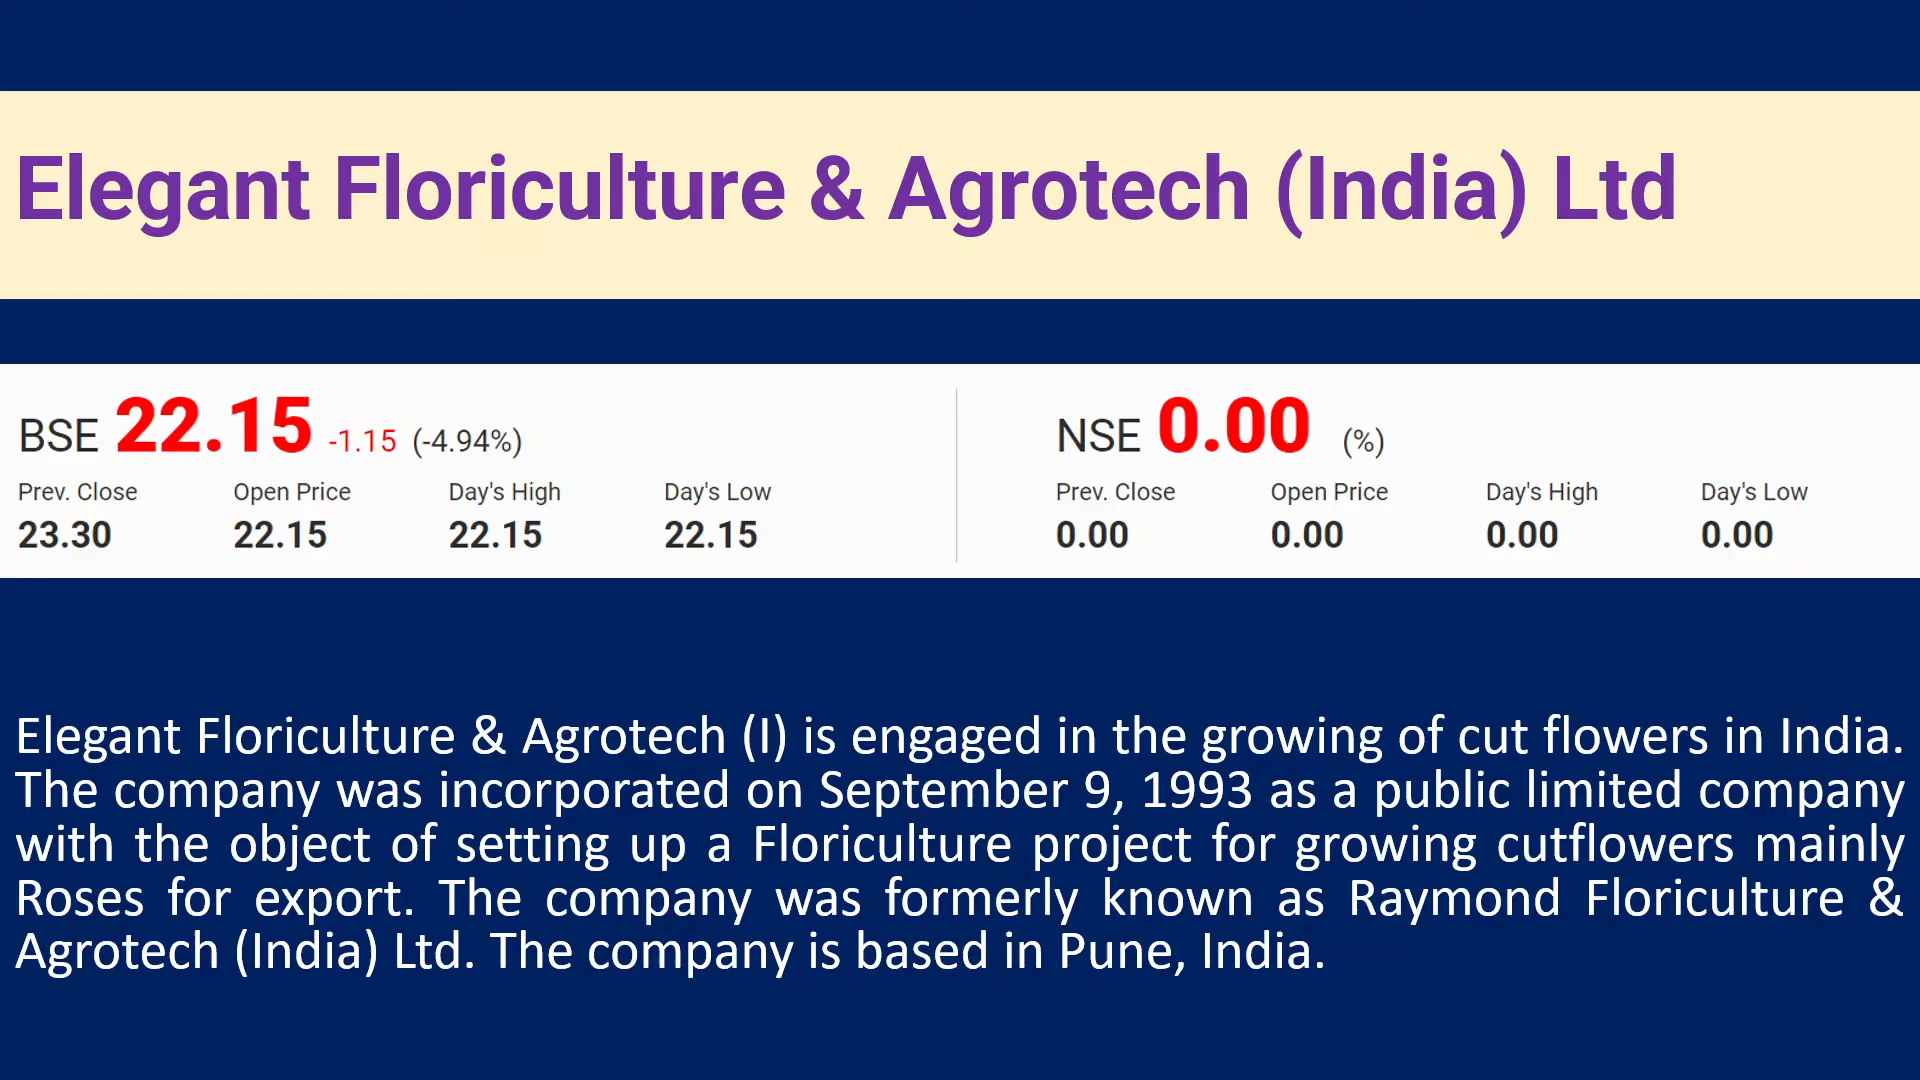 Elegant Floriculture & Agrotech (India) Ltd
BSE 22.15 -1.15 (-4.94%)
Prev. Close Open Price Day's High Day's Low
23.30 22.15 22.15 22.15
NSE 0.00 (%)
Prev. Close Open Price Day's High Day's Low
0.00 0.00 0.00 0.00
Elegant Floriculture & Agrotech (I) is engaged in the growing of cut flowers in India.
The company was incorporated on September 9, 1993 as a public limited company
with the object of setting up a Floriculture project for growing cutflowers mainly
Roses for export. The company was formerly known as Raymond Floriculture &
Agrotech (India) Ltd. The company is based in Pune, India.